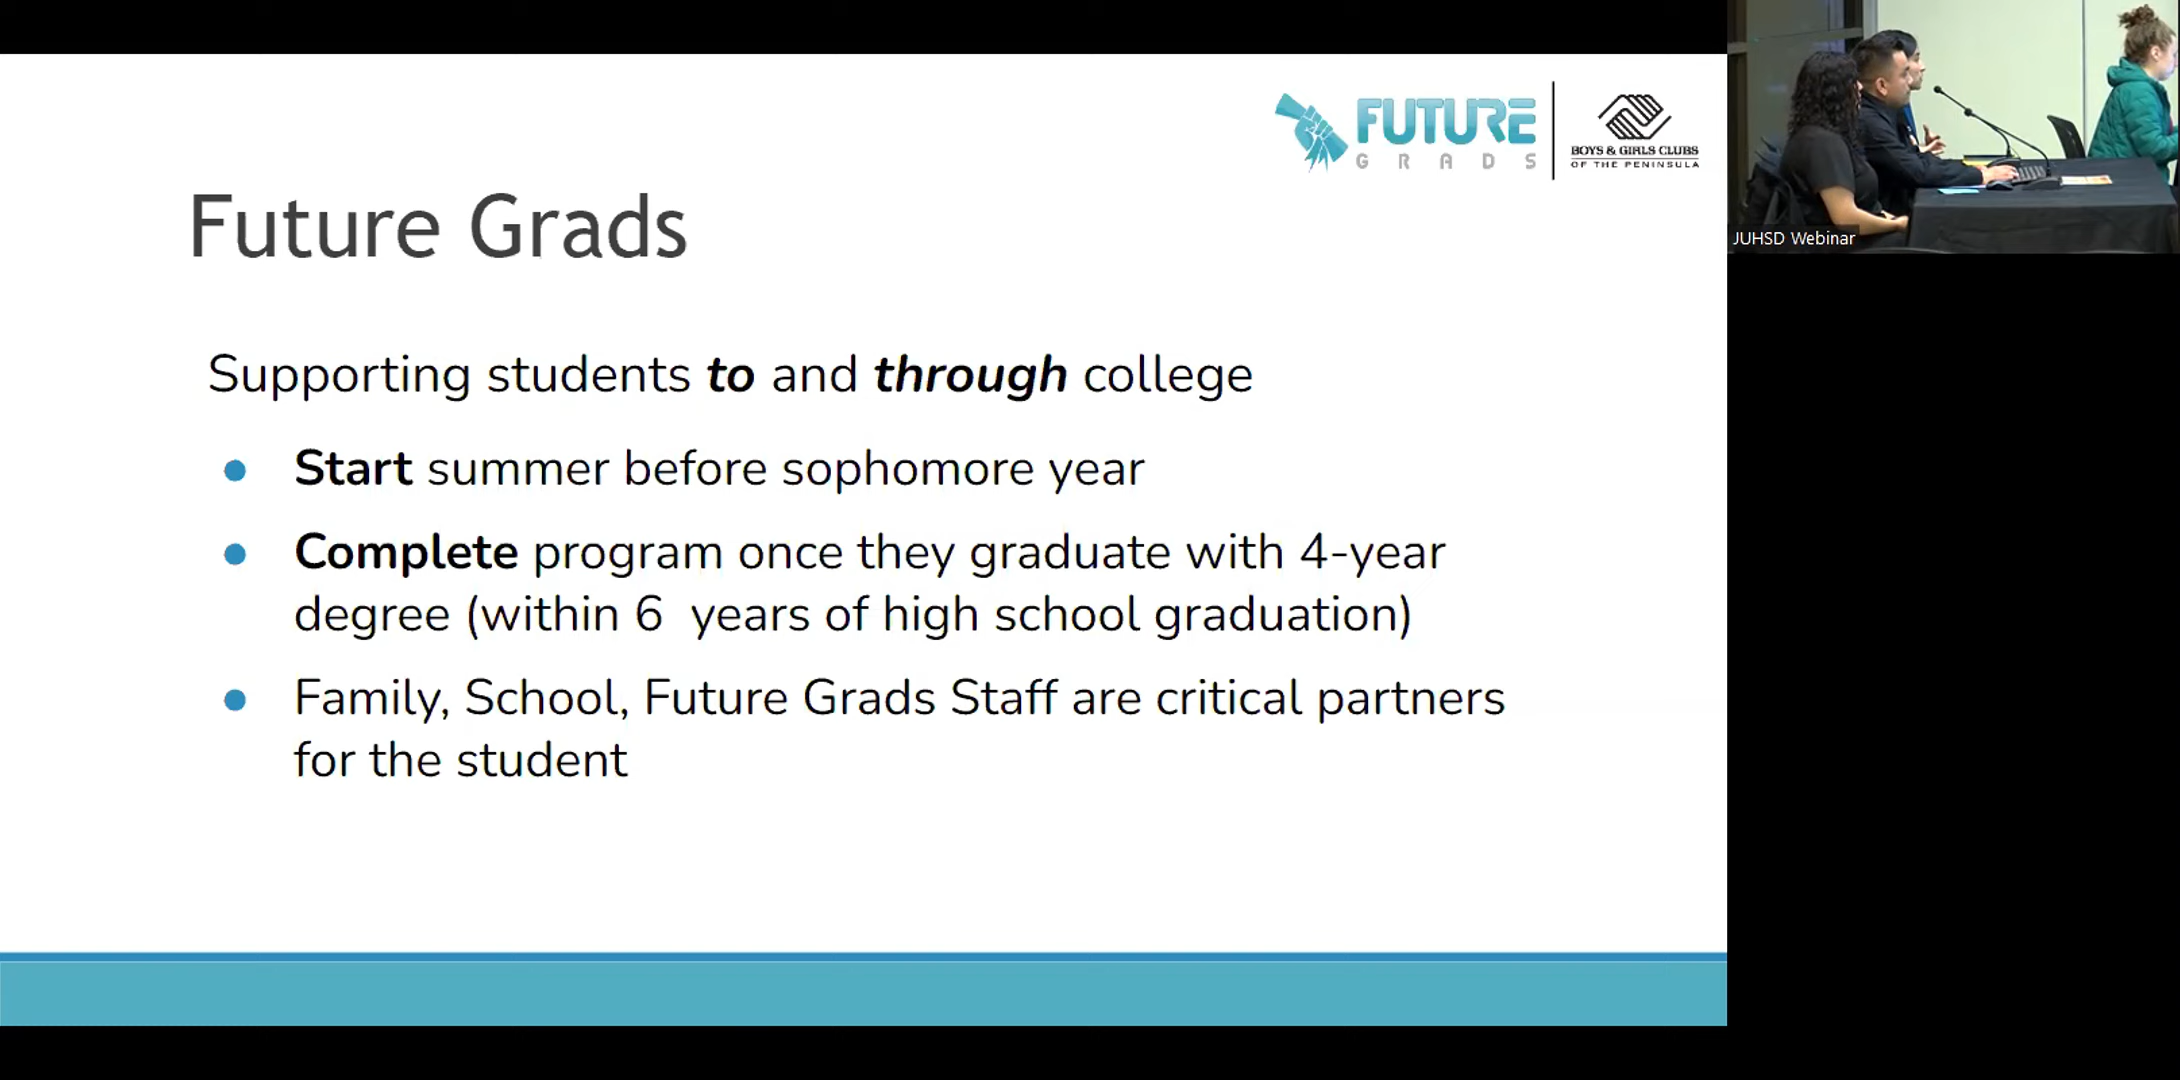 FUTURE
GRADS
BOYS & GIRLS CLUBS
OF THE PENINSULA
Future Grads
Supporting students to and through college
Start summer before sophomore year
Complete program once they graduate with 4-year
degree (within 6  years of high school graduation)
Family, School, Future Grads Staff are critical partners
for the student
JUHSD Webinar